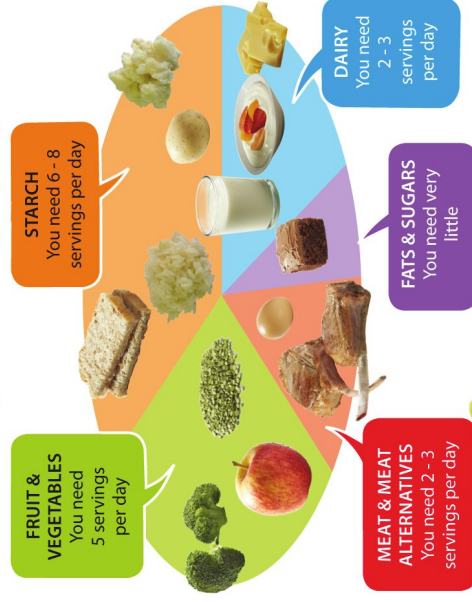 FRUIT &
VEGETABLES
You need
5 servings
per day
STARCH
You need 6 - 8
servings per day
DAIRY
You need
2 - 3
servings
per day
FATS & SUGARS
You need very
little
MEAT & MEAT
ALTERNATIVES
You need 2 - 3
servings per day